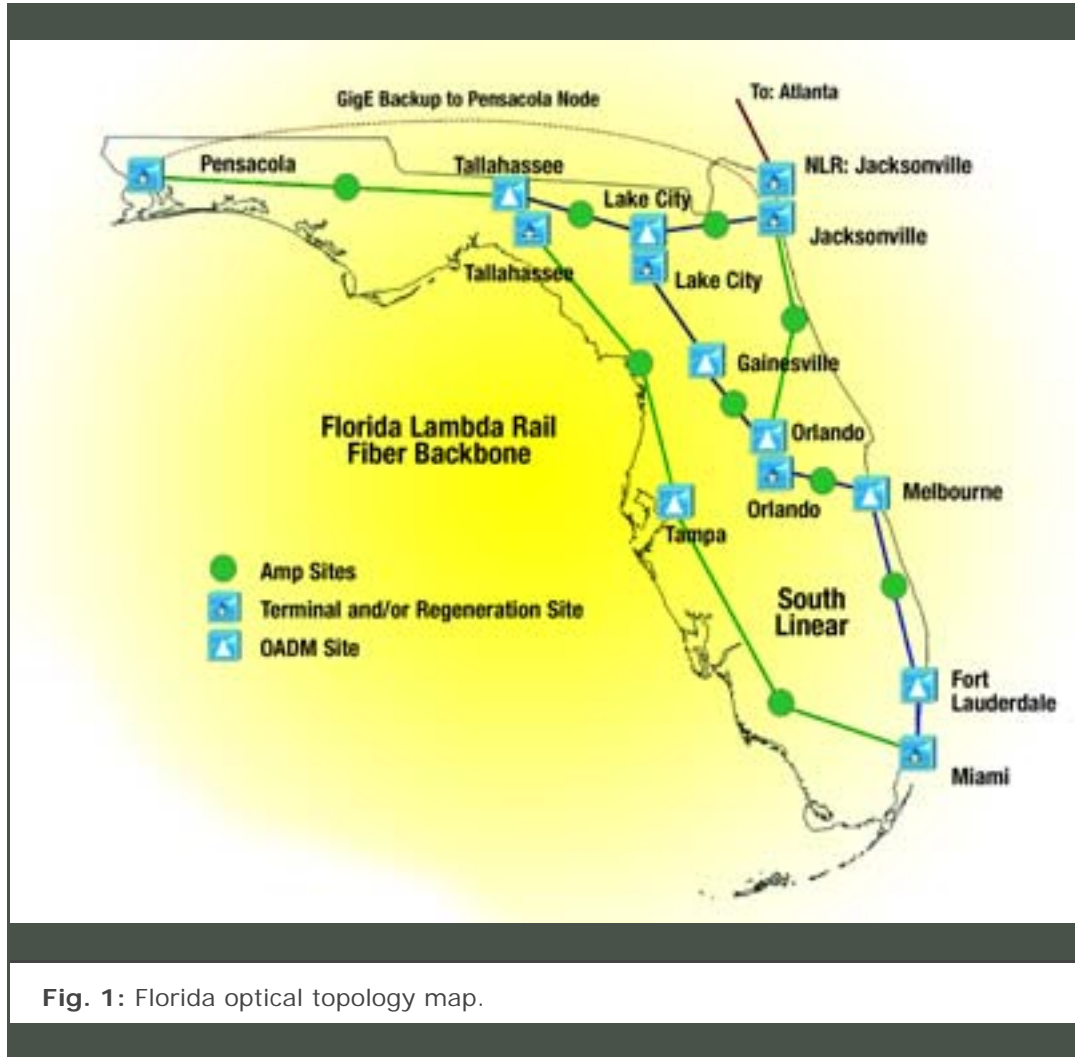 GigE Backup to Pensacola Node
To: Atlanta
Pensacola
Tallahassee
NLR: Jacksonville
Lake City
Jacksonville
Tallahassee
Lake City
Gainesville
Florida Lambda Rail
Fiber Backbone
Orlando
Orlando
Melbourne
Tampa
Amp Sites
Terminal and/or Regeneration Site
OADM Site
South
Linear
Fort
Lauderdale
Miami
Fig. 1: Florida optical topology map.